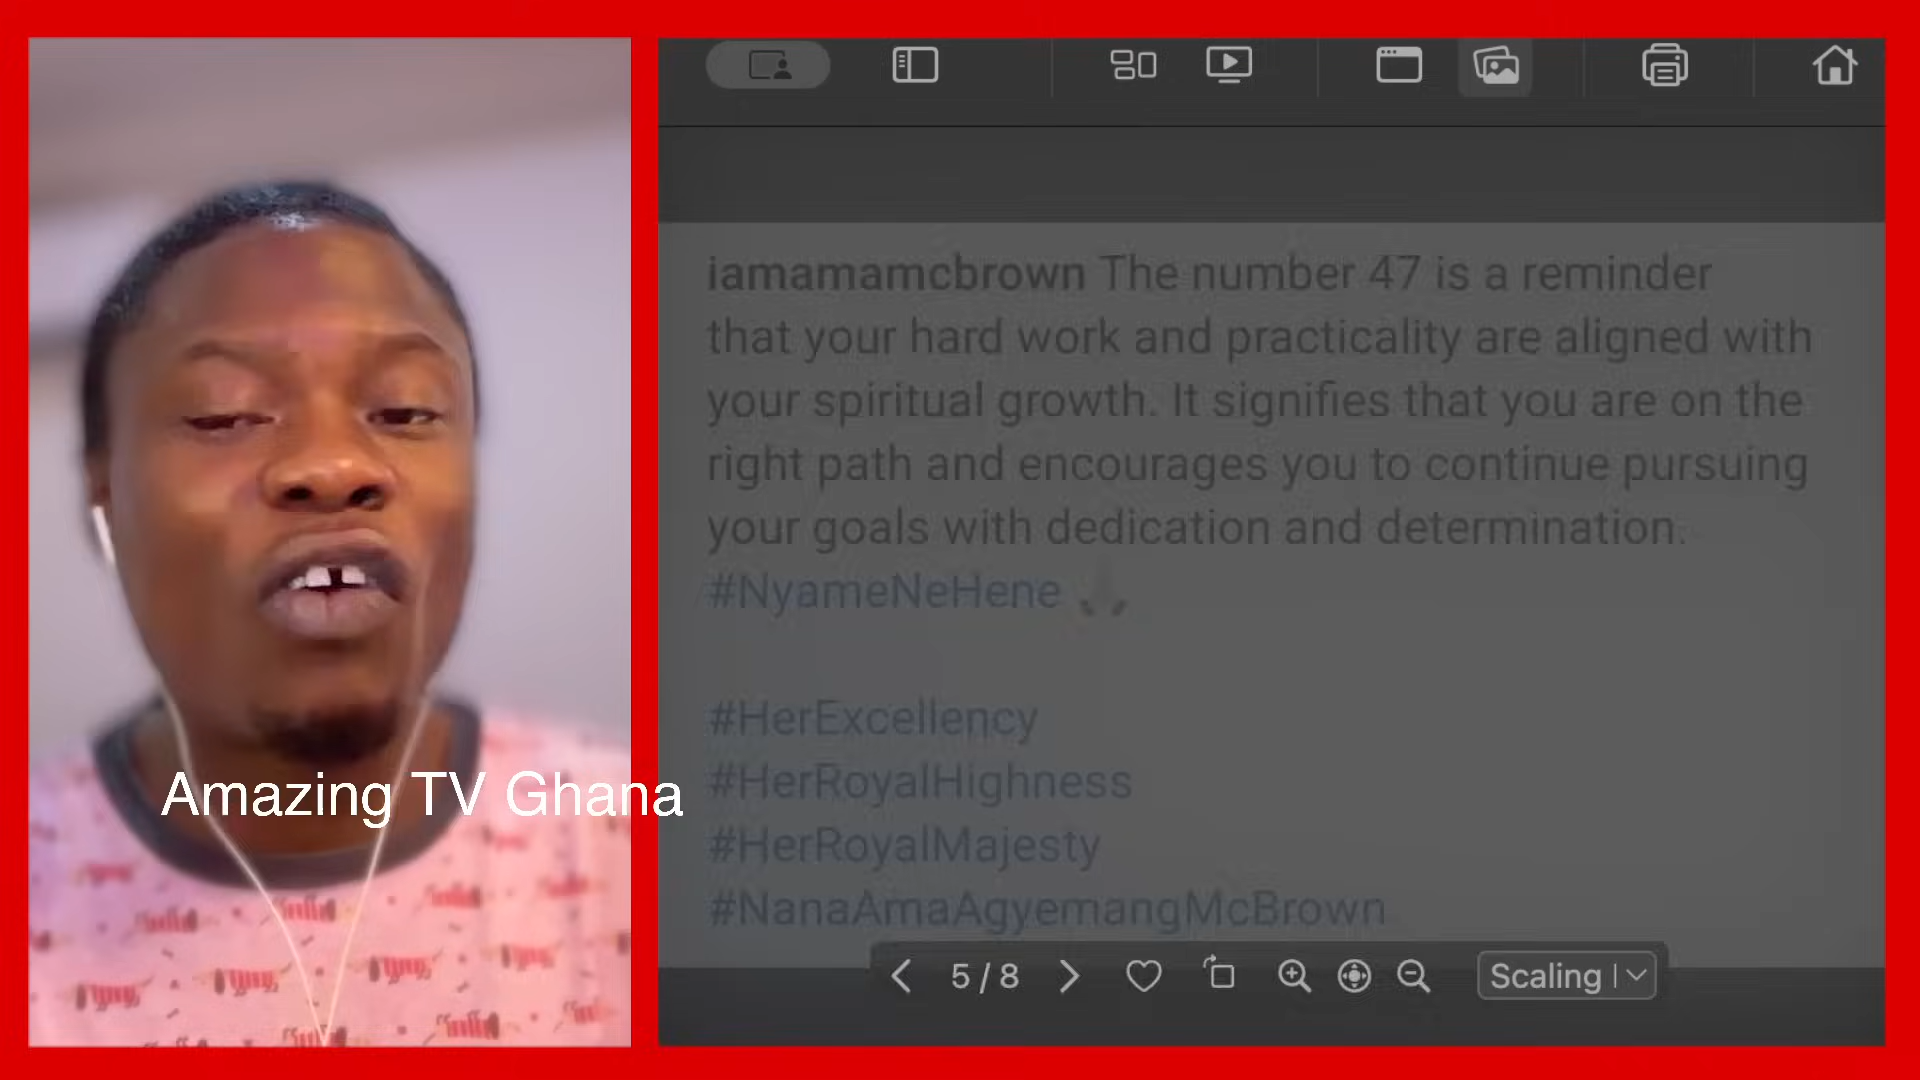 iamamamcbrown The number 47 is a reminder
that your hard work and practicality are aligned with
your spiritual growth. It signifies that you are on the
right path and encourages you to continue pursuing
your goals with dedication and determination.
#NyameNeHene 🙏
#HerExcellency
#HerRoyalHighness
#HerRoyalMajesty
#NanaAmaAgyemangMcBrown
Amazing TV Ghana
5 / 8
Scaling